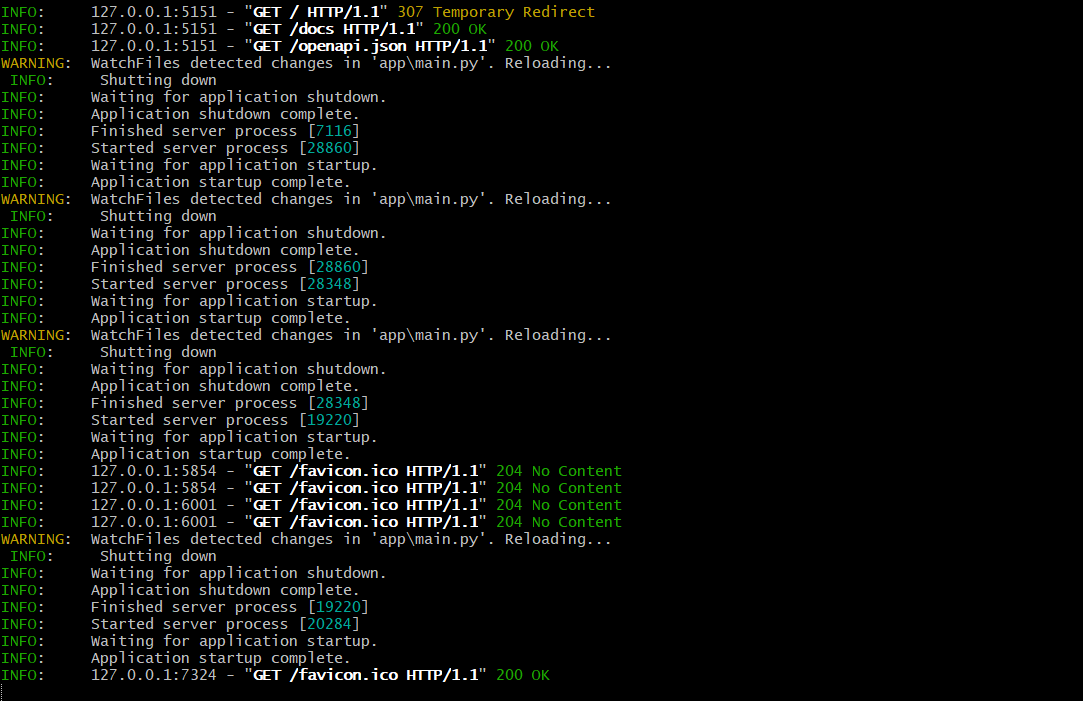 INFO:     127.0.0.1:5151 - "GET / HTTP/1.1" 307 Temporary Redirect
INFO:     127.0.0.1:5151 - "GET /docs HTTP/1.1" 200 OK
INFO:     127.0.0.1:5151 - "GET /openapi.json HTTP/1.1" 200 OK
WARNING:  WatchFiles detected changes in 'app\main.py'. Reloading...
 INFO:     Shutting down
INFO:     Waiting for application shutdown.
INFO:     Application shutdown complete.
INFO:     Finished server process [7116]
INFO:     Started server process [28860]
INFO:     Waiting for application startup.
INFO:     Application startup complete.
WARNING:  WatchFiles detected changes in 'app\main.py'. Reloading...
 INFO:     Shutting down
INFO:     Waiting for application shutdown.
INFO:     Application shutdown complete.
INFO:     Finished server process [28860]
INFO:     Started server process [28348]
INFO:     Waiting for application startup.
INFO:     Application startup complete.
WARNING:  WatchFiles detected changes in 'app\main.py'. Reloading...
 INFO:     Shutting down
INFO:     Waiting for application shutdown.
INFO:     Application shutdown complete.
INFO:     Finished server process [28348]
INFO:     Started server process [19220]
INFO:     Waiting for application startup.
INFO:     Application startup complete.
INFO:     127.0.0.1:5854 - "GET /favicon.ico HTTP/1.1" 204 No Content
INFO:     127.0.0.1:5854 - "GET /favicon.ico HTTP/1.1" 204 No Content
INFO:     127.0.0.1:6001 - "GET /favicon.ico HTTP/1.1" 204 No Content
INFO:     127.0.0.1:6001 - "GET /favicon.ico HTTP/1.1" 204 No Content
WARNING:  WatchFiles detected changes in 'app\main.py'. Reloading...
 INFO:     Shutting down
INFO:     Waiting for application shutdown.
INFO:     Application shutdown complete.
INFO:     Finished server process [19220]
INFO:     Started server process [20284]
INFO:     Waiting for application startup.
INFO:     Application startup complete.
INFO:     127.0.0.1:7324 - "GET /favicon.ico HTTP/1.1" 200 OK